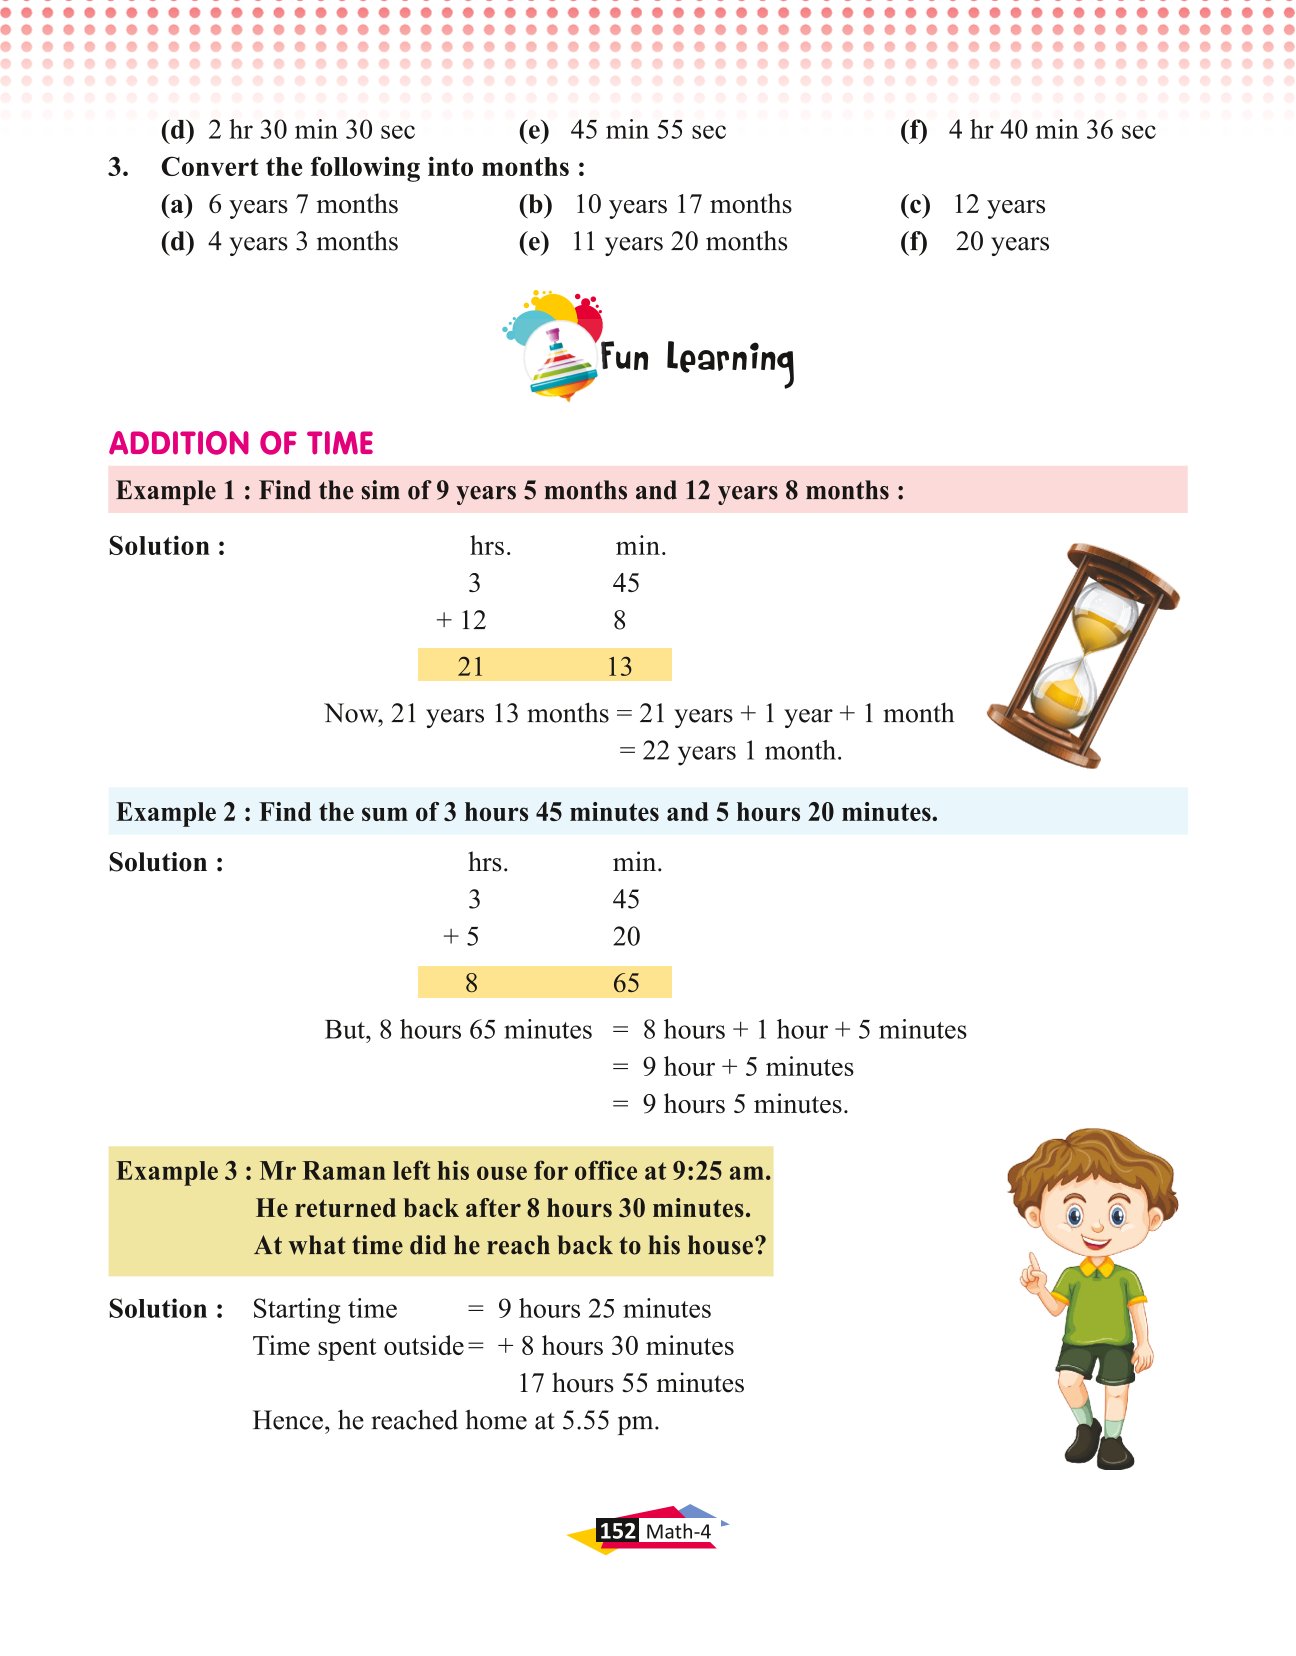 (d) 2 hr 30 min 30 sec (e) 45 min 55 sec (f) 4 hr 40 min 36 sec
3. Convert the following into months :
(a) 6 years 7 months (b) 10 years 17 months (c) 12 years
(d) 4 years 3 months (e) 11 years 20 months (f) 20 years
Fun Learning
ADDITION OF TIME
Example 1 : Find the sim of 9 years 5 months and 12 years 8 months :
Solution : hrs. min.
3 45
+ 12 8
21 13
Now, 21 years 13 months = 21 years + 1 year + 1 month
= 22 years 1 month.
Example 2 : Find the sum of 3 hours 45 minutes and 5 hours 20 minutes.
Solution : hrs. min.
3 45
+ 5 20
8 65
But, 8 hours 65 minutes = 8 hours + 1 hour + 5 minutes
= 9 hour + 5 minutes
= 9 hours 5 minutes.
Example 3 : Mr Raman left his ouse for office at 9:25 am.
He returned back after 8 hours 30 minutes.
At what time did he reach back to his house?
Solution : Starting time = 9 hours 25 minutes
Time spent outside = + 8 hours 30 minutes
17 hours 55 minutes
Hence, he reached home at 5.55 pm.
152 Math-4